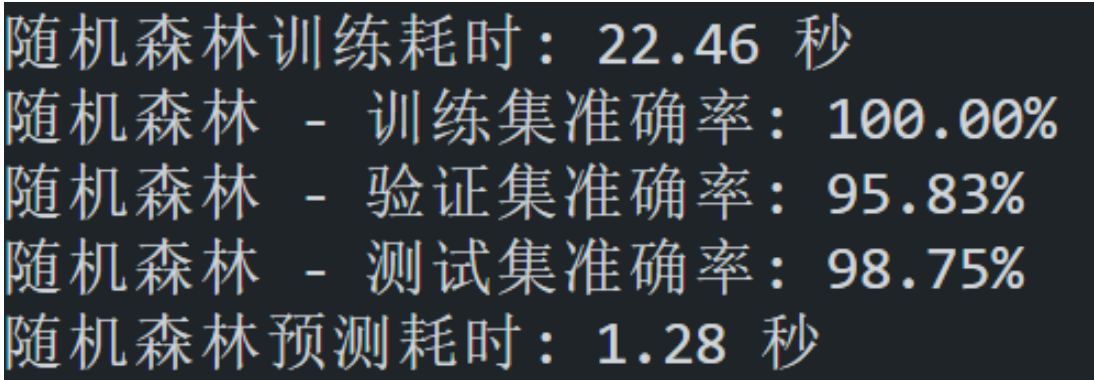 随机森林训练耗时: 22.46 秒
随机森林 - 训练集准确率: 100.00%
随机森林 - 验证集准确率: 95.83%
随机森林 - 测试集准确率: 98.75%
随机森林预测耗时: 1.28 秒